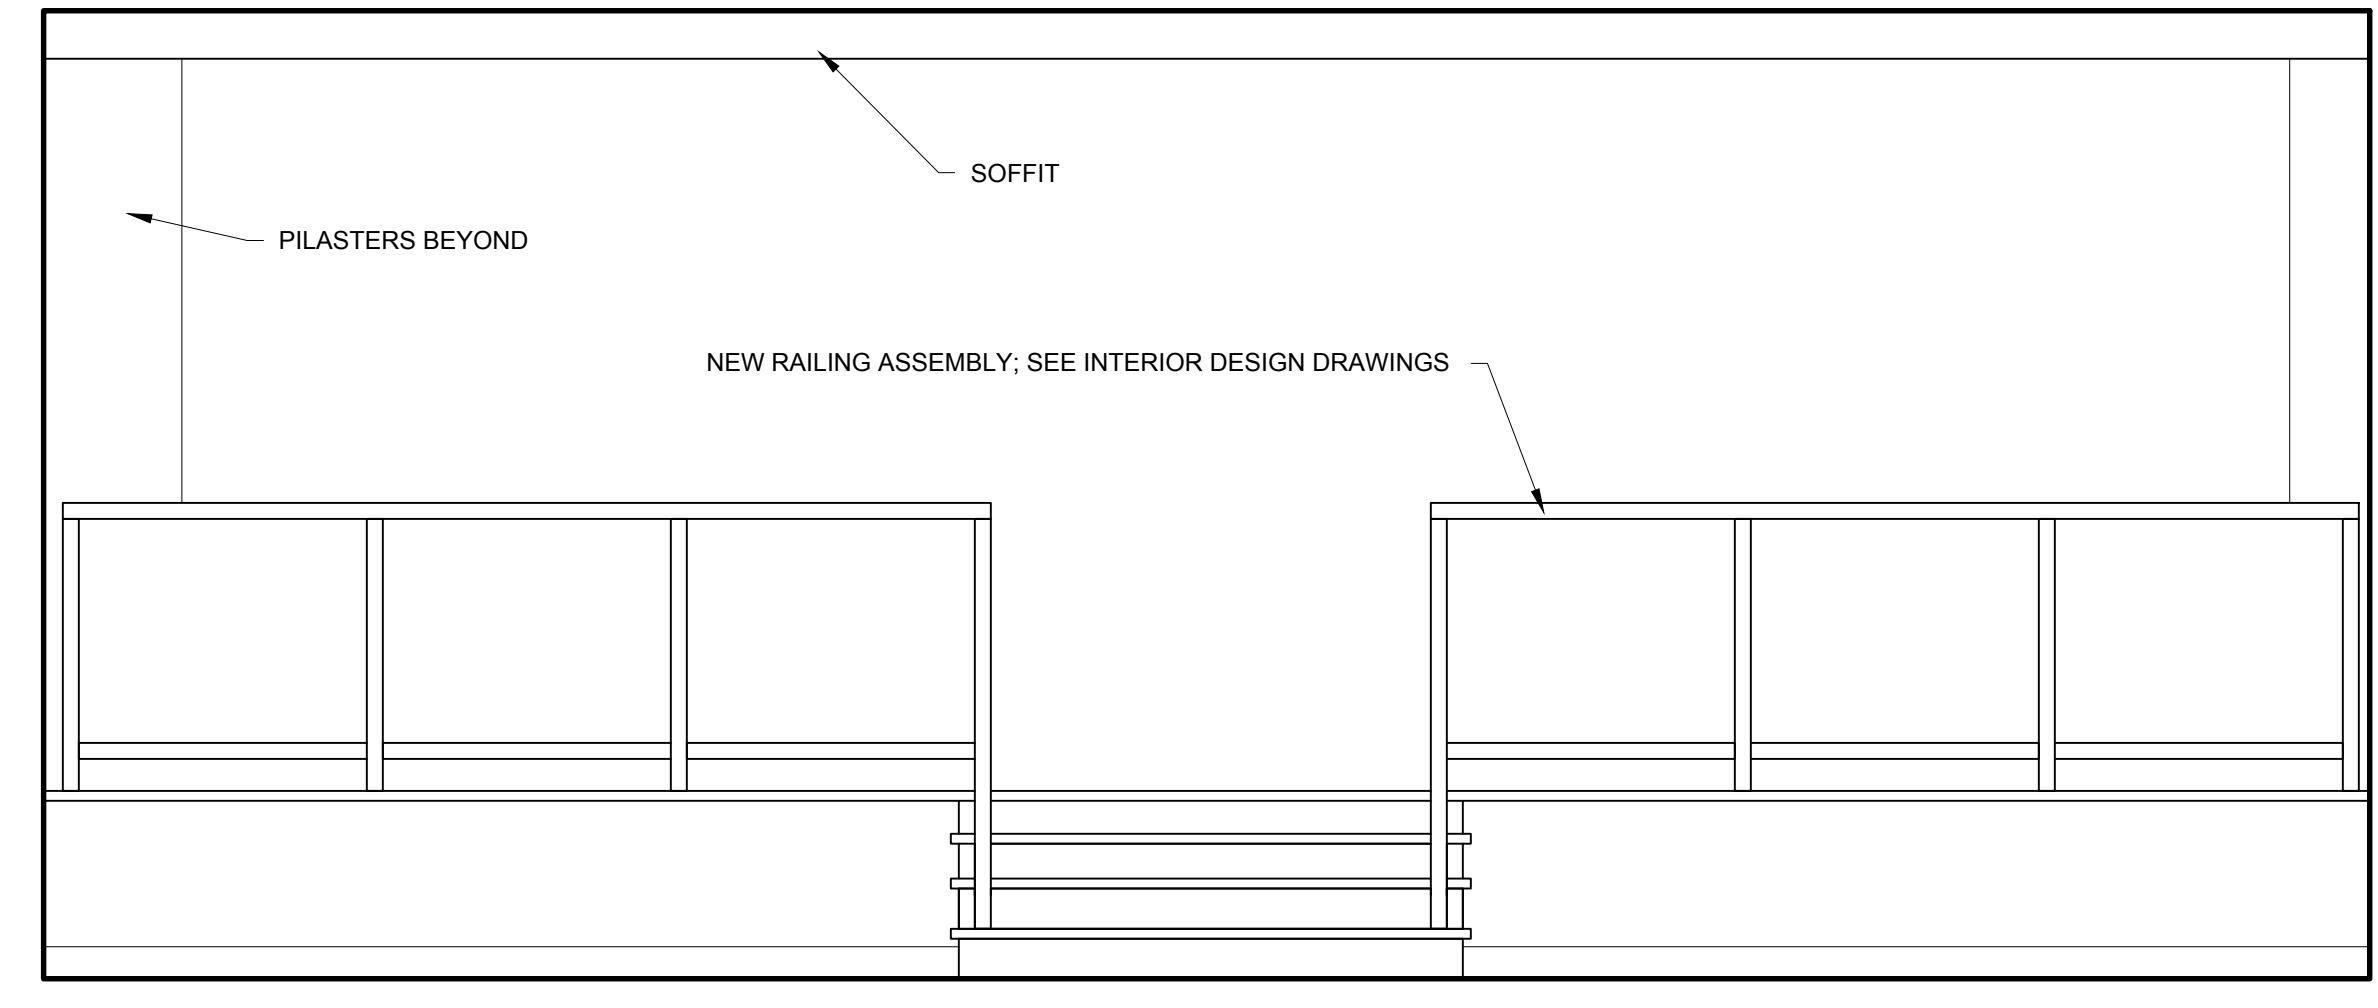 SOFFIT
PILASTERS BEYOND
NEW RAILING ASSEMBLY; SEE INTERIOR DESIGN DRAWINGS